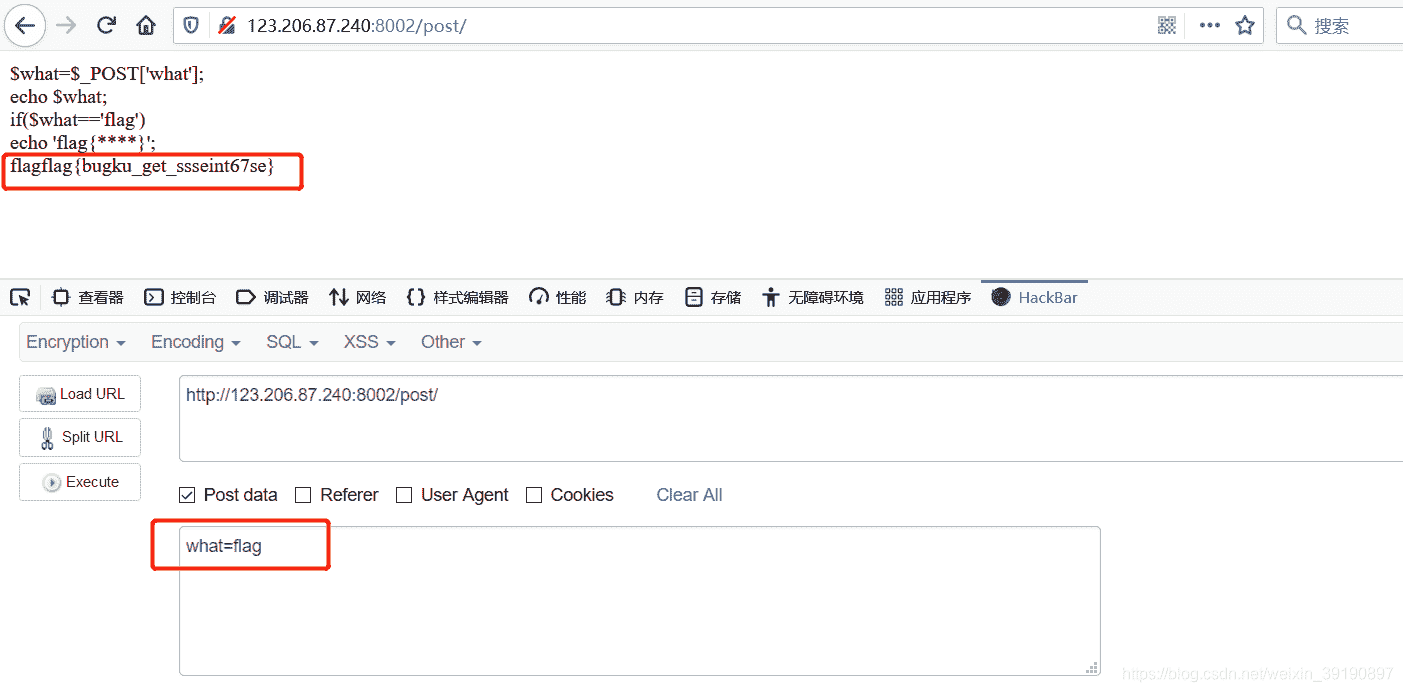 123.206.87.240:8002/post/
搜索
$what=$_POST['what'];
echo $what;
if($what=='flag')
echo 'flag{****}';
flagflag{bugku_get_ssseint67se}
查看器 控制台 调试器 网络 样式编辑器 性能 内存 存储 无障碍环境 应用程序 HackBar
Encryption Encoding SQL XSS Other
Load URL
http://123.206.87.240:8002/post/
Split URL
Execute
Post data Referer User Agent Cookies Clear All
what=flag
https://blog.csdn.net/weixin_39190897